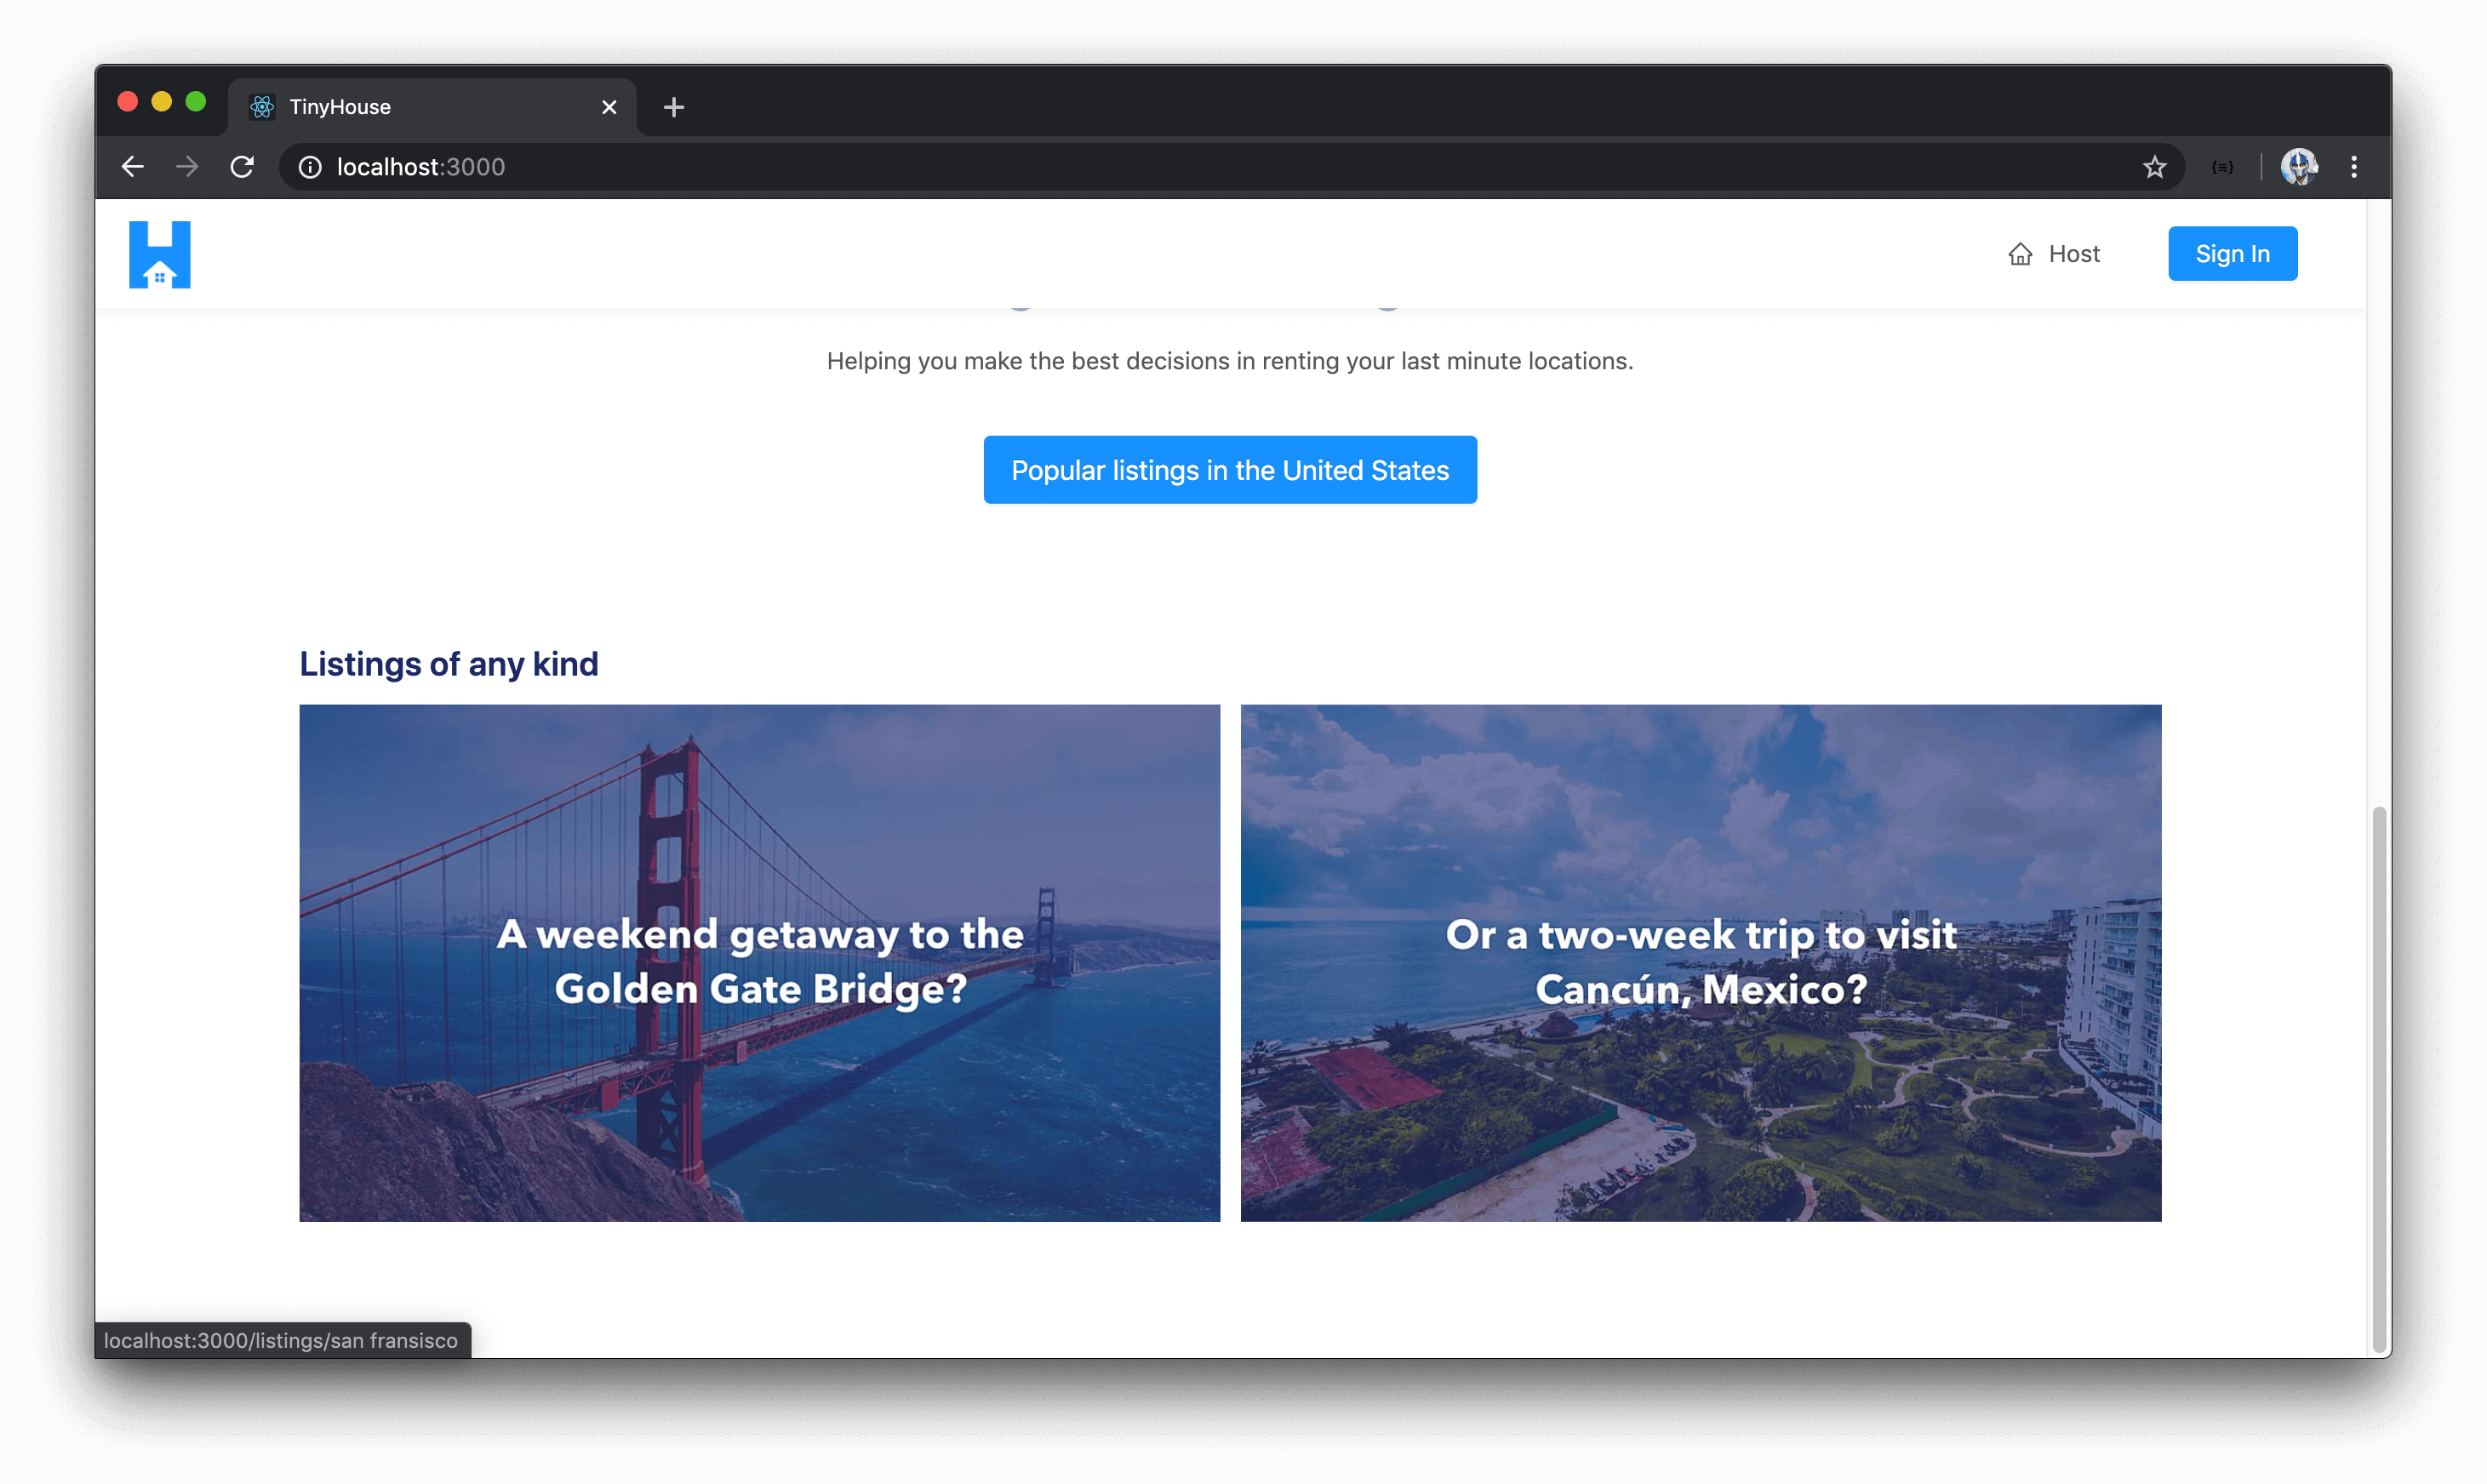 TinyHouse
localhost:3000
Host
Sign In
Helping you make the best decisions in renting your last minute locations.
Popular listings in the United States
Listings of any kind
A weekend getaway to the
Golden Gate Bridge?
Or a two-week trip to visit
Cancún, Mexico?
localhost:3000/listings/san fransisco